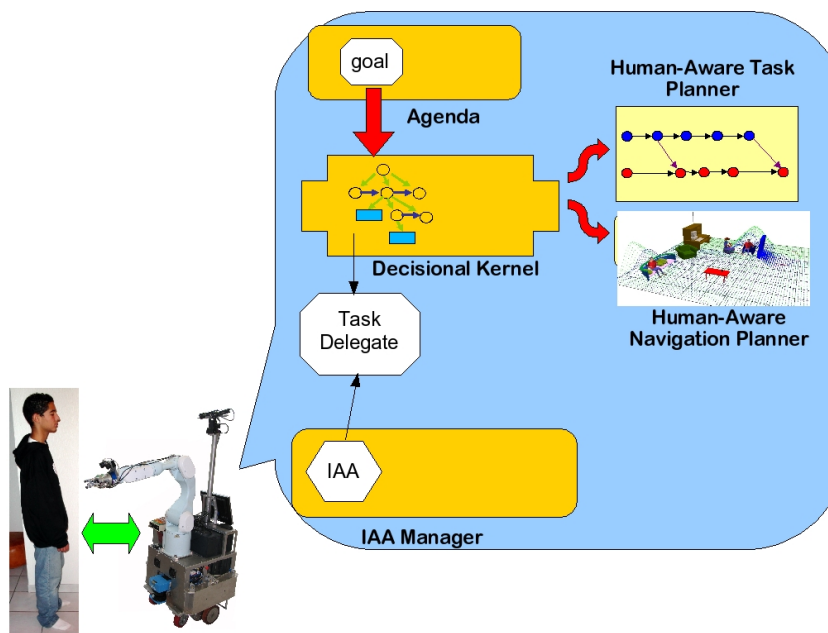 goal
Agenda
Human-Aware Task
Planner
Decisional Kernel
Task
Delegate
Human-Aware
Navigation Planner
IAA
IAA Manager